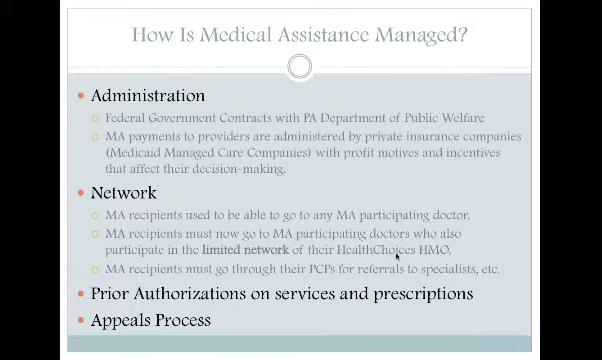 How Is Medical Assistance Managed?
Administration
Federal Government Contracts with PA Department of Public Welfare
MA payments to providers are administered by private insurance companies
(Medicaid Managed Care Companies) with profit motives and incentives
that affect their decision-making.
Network
MA recipients used to be able to go to any MA participating doctor.
MA recipients must now go to MA participating doctors who also
participate in the limited network of their HealthChoices HMO.
MA recipients must go through their PCPs for referrals to specialists, etc.
Prior Authorizations on services and prescriptions
Appeals Process